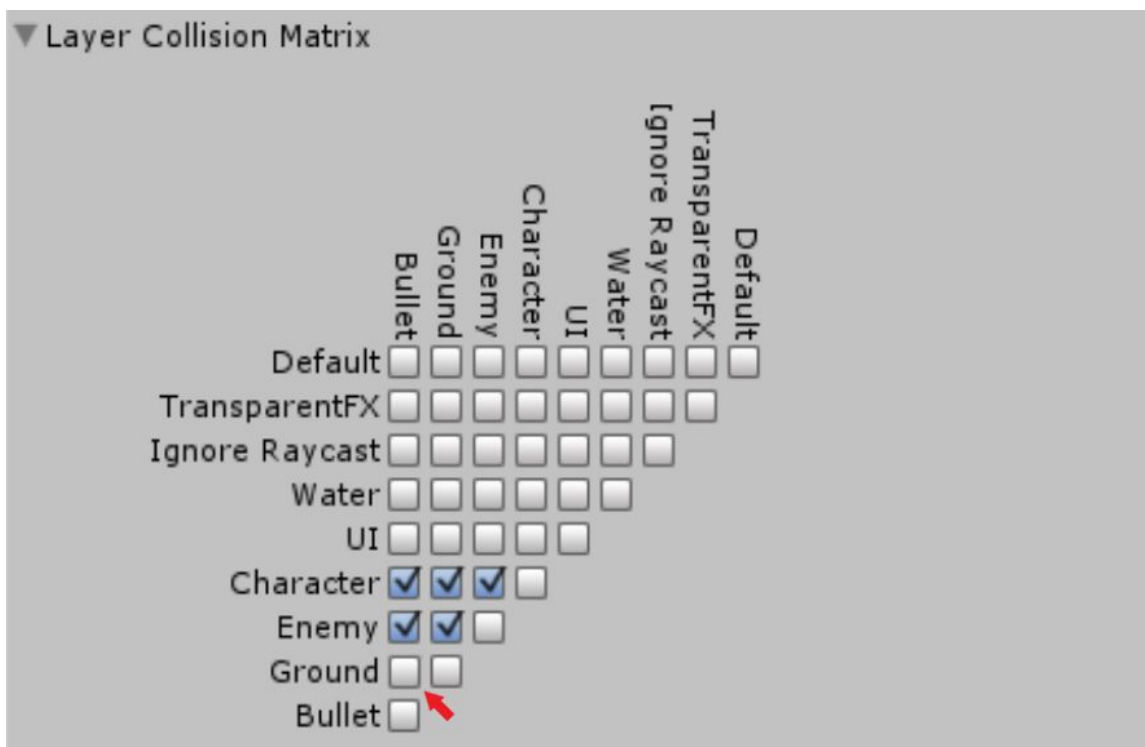 Layer Collision Matrix
Bullet
Ground
Enemy
Character
UI
Water
Ignore Raycast
TransparentFX
Default
Default
TransparentFX
Ignore Raycast
Water
UI
Character
Enemy
Ground
Bullet